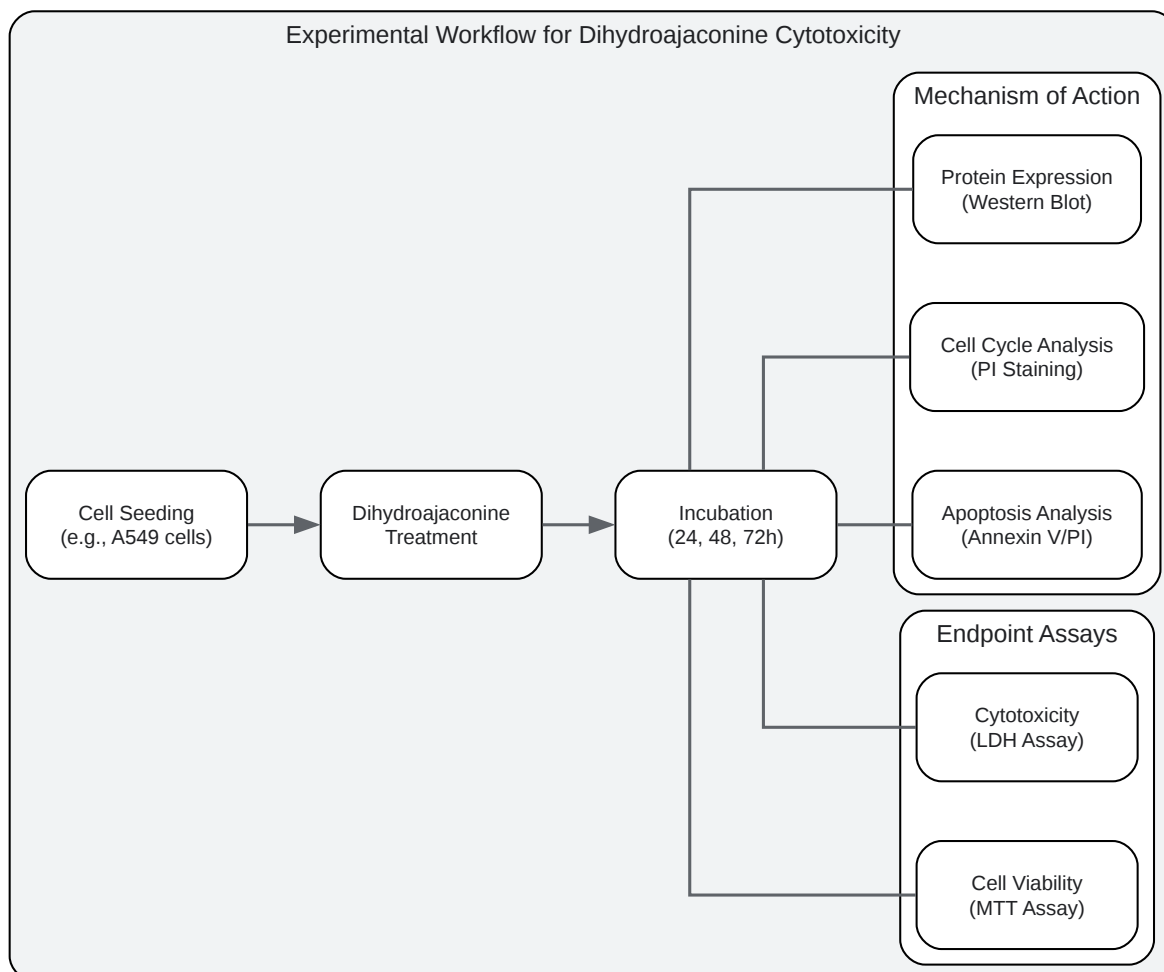 Experimental Workflow for Dihydroajaconine Cytotoxicity
Mechanism of Action
Protein Expression
(Western Blot)
Cell Cycle Analysis
(PI Staining)
Cell Seeding
(e.g., A549 cells)
Dihydroajaconine
Treatment
Incubation
(24, 48, 72h)
Apoptosis Analysis
(Annexin V/PI)
Endpoint Assays
Cytotoxicity
(LDH Assay)
Cell Viability
(MTT Assay)